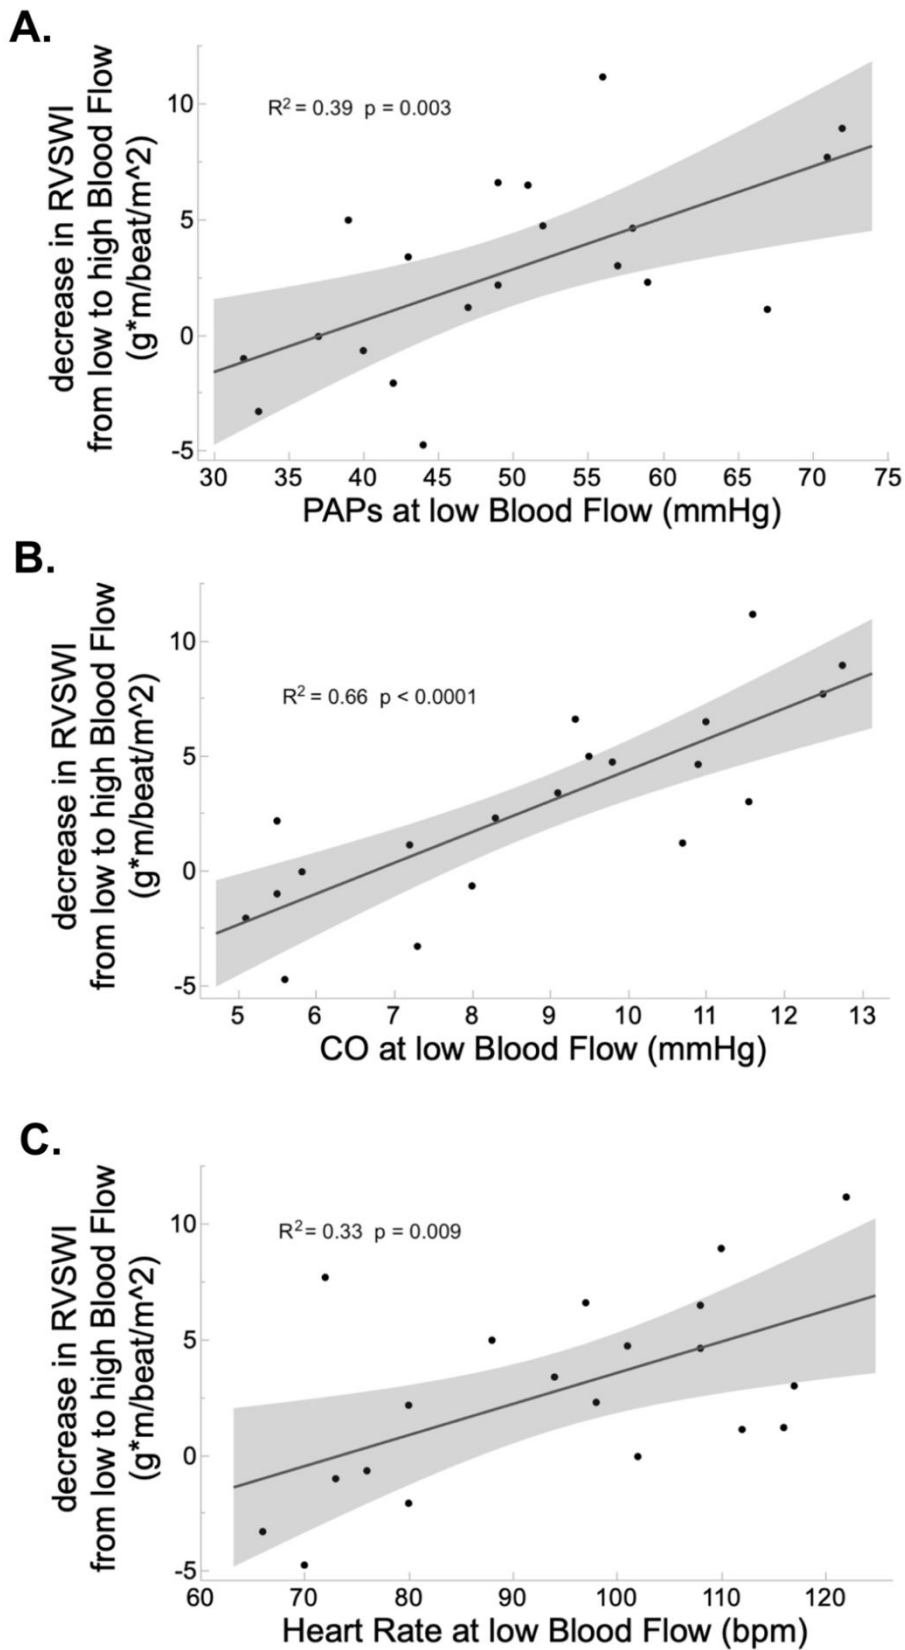 A.
decrease in RVSWI
from low to high Blood Flow
(g*m/beat/m^2)
10
5
0
-5
R² = 0.39 p = 0.003
30 35 40 45 50 55 60 65 70 75
PAPs at low Blood Flow (mmHg)
B.
decrease in RVSWI
from low to high Blood Flow
(g*m/beat/m^2)
10
5
0
-5
R² = 0.66 p < 0.0001
5 6 7 8 9 10 11 12 13
CO at low Blood Flow (mmHg)
C.
decrease in RVSWI
from low to high Blood Flow
(g*m/beat/m^2)
10
5
0
-5
R² = 0.33 p = 0.009
60 70 80 90 100 110 120
Heart Rate at low Blood Flow (bpm)